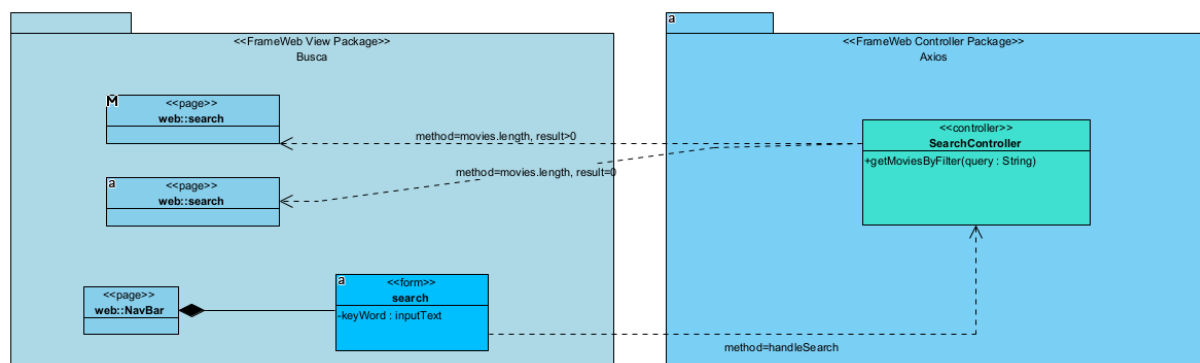 <<FrameWeb View Package>>
Busca
M
<<page>>
web::search
a
<<page>>
web::search
<<page>>
web::NavBar
a
<<form>>
search
-keyWord : inputText
method=movies.length, result>0
method=movies.length, result=0
method=handleSearch
a
<<FrameWeb Controller Package>>
Axios
<<controller>>
SearchController
+getMoviesByFilter(query : String)